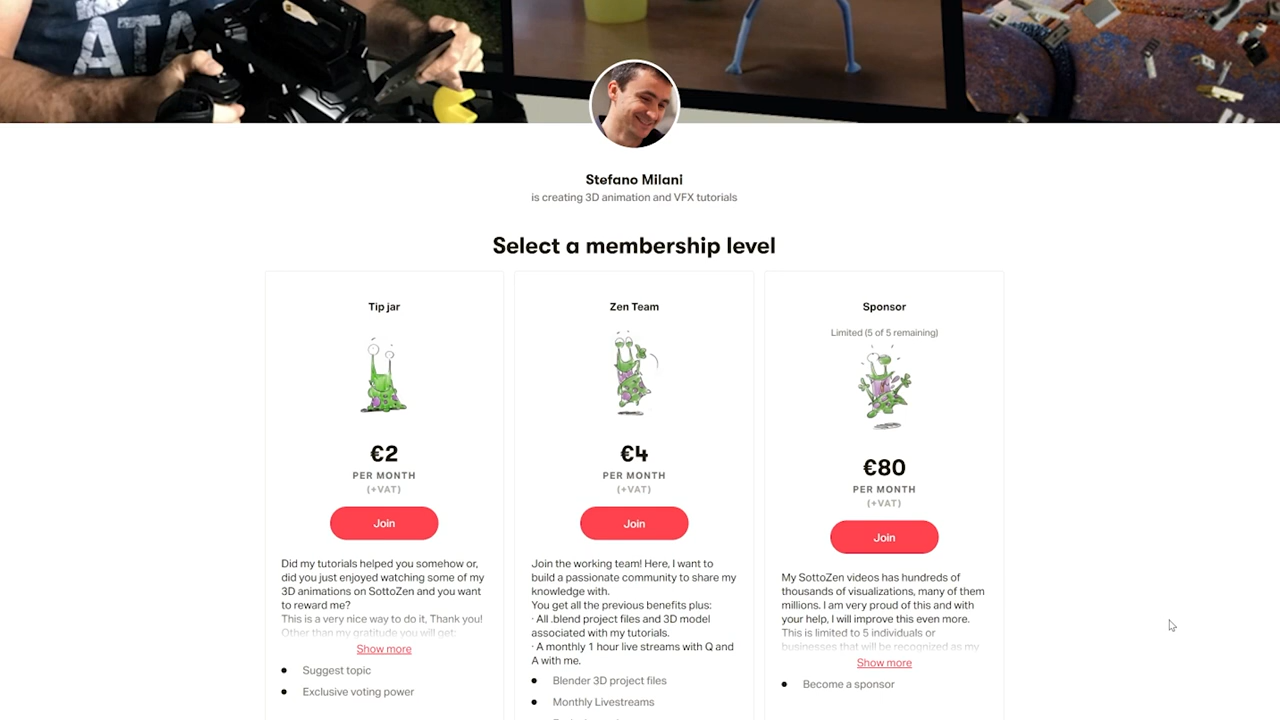 ATA
Stefano Milani
is creating 3D animation and VFX tutorials
Select a membership level
Tip jar
€2
PER MONTH
(+VAT)
Join
Did my tutorials helped you somehow or,
did you just enjoyed watching some of my
3D animations on SottoZen and you want
to reward me?
This is a very nice way to do it, Thank you!
Other than my gratitude you will get:
Show more
Suggest topic
Exclusive voting power
Zen Team
€4
PER MONTH
(+VAT)
Join
Join the working team! Here, I want to
build a passionate community to share my
knowledge with.
You get all the previous benefits plus:
· All .blend project files and 3D model
associated with my tutorials.
· A monthly 1 hour live streams with Q and
A with me.
Blender 3D project files
Monthly Livestreams
Sponsor
Limited (5 of 5 remaining)
€80
PER MONTH
(+VAT)
Join
My SottoZen videos has hundreds of
thousands of visualizations, many of them
millions. I am very proud of this and with
your help, I will improve this even more.
This is limited to 5 individuals or
businesses that will be recognized as my
Show more
Become a sponsor